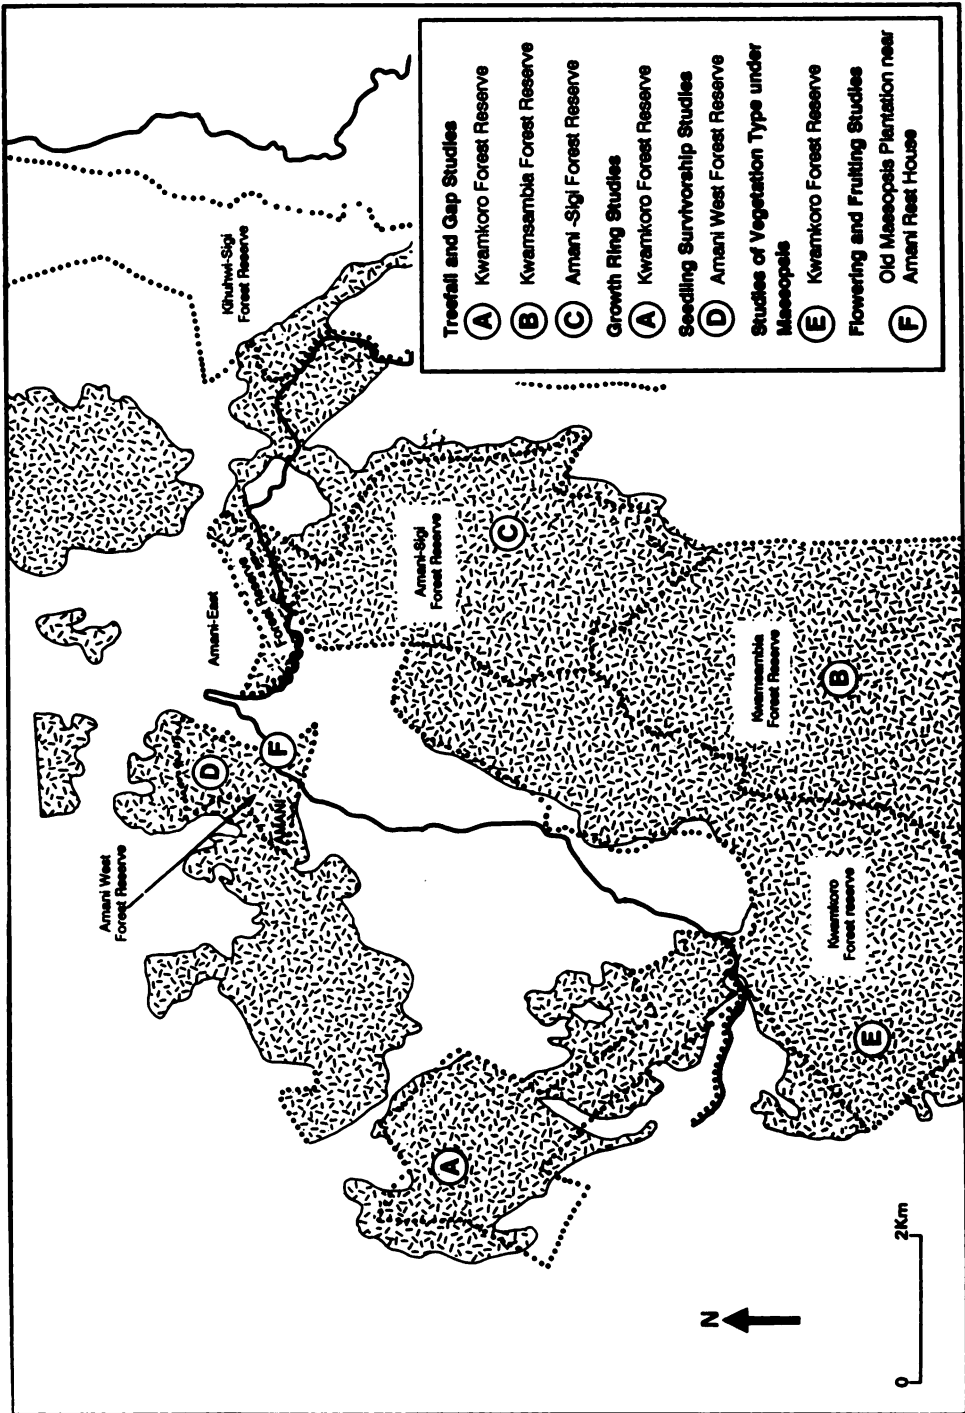 Kihuhwi-Sigi
Forest Reserve
Amani-East
Forest Reserve
Amani West
Forest Reserve
D
F
AMANI
Amani-Sigi
Forest Reserve
C
Kwamsambia
Forest Reserve
B
Kwamkoro
Forest reserve
E
A
N
0 2Km
Treefall and Gap Studies
A Kwamkoro Forest Reserve
B Kwamsambia Forest Reserve
C Amani -Sigi Forest Reserve
Growth Ring Studies
A Kwamkoro Forest Reserve
Seedling Survivorship Studies
D Amani West Forest Reserve
Studies of Vegetation Type under
Maesopsis
E Kwamkoro Forest Reserve
Flowering and Fruiting Studies
Old Maesopsis Plantation near
F Amani Rest House